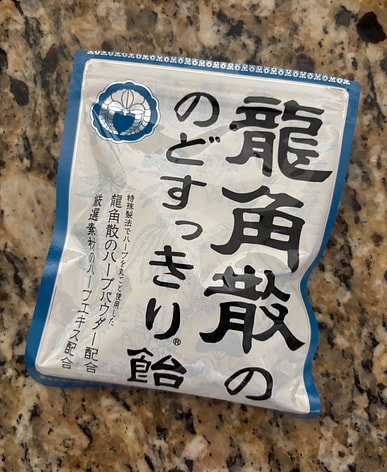 龍角散の
のどすっきり飴®
特殊製法でハーブを丸ごと使用した
龍角散のハーブパウダー配合
厳選素材のハーブエキス配合